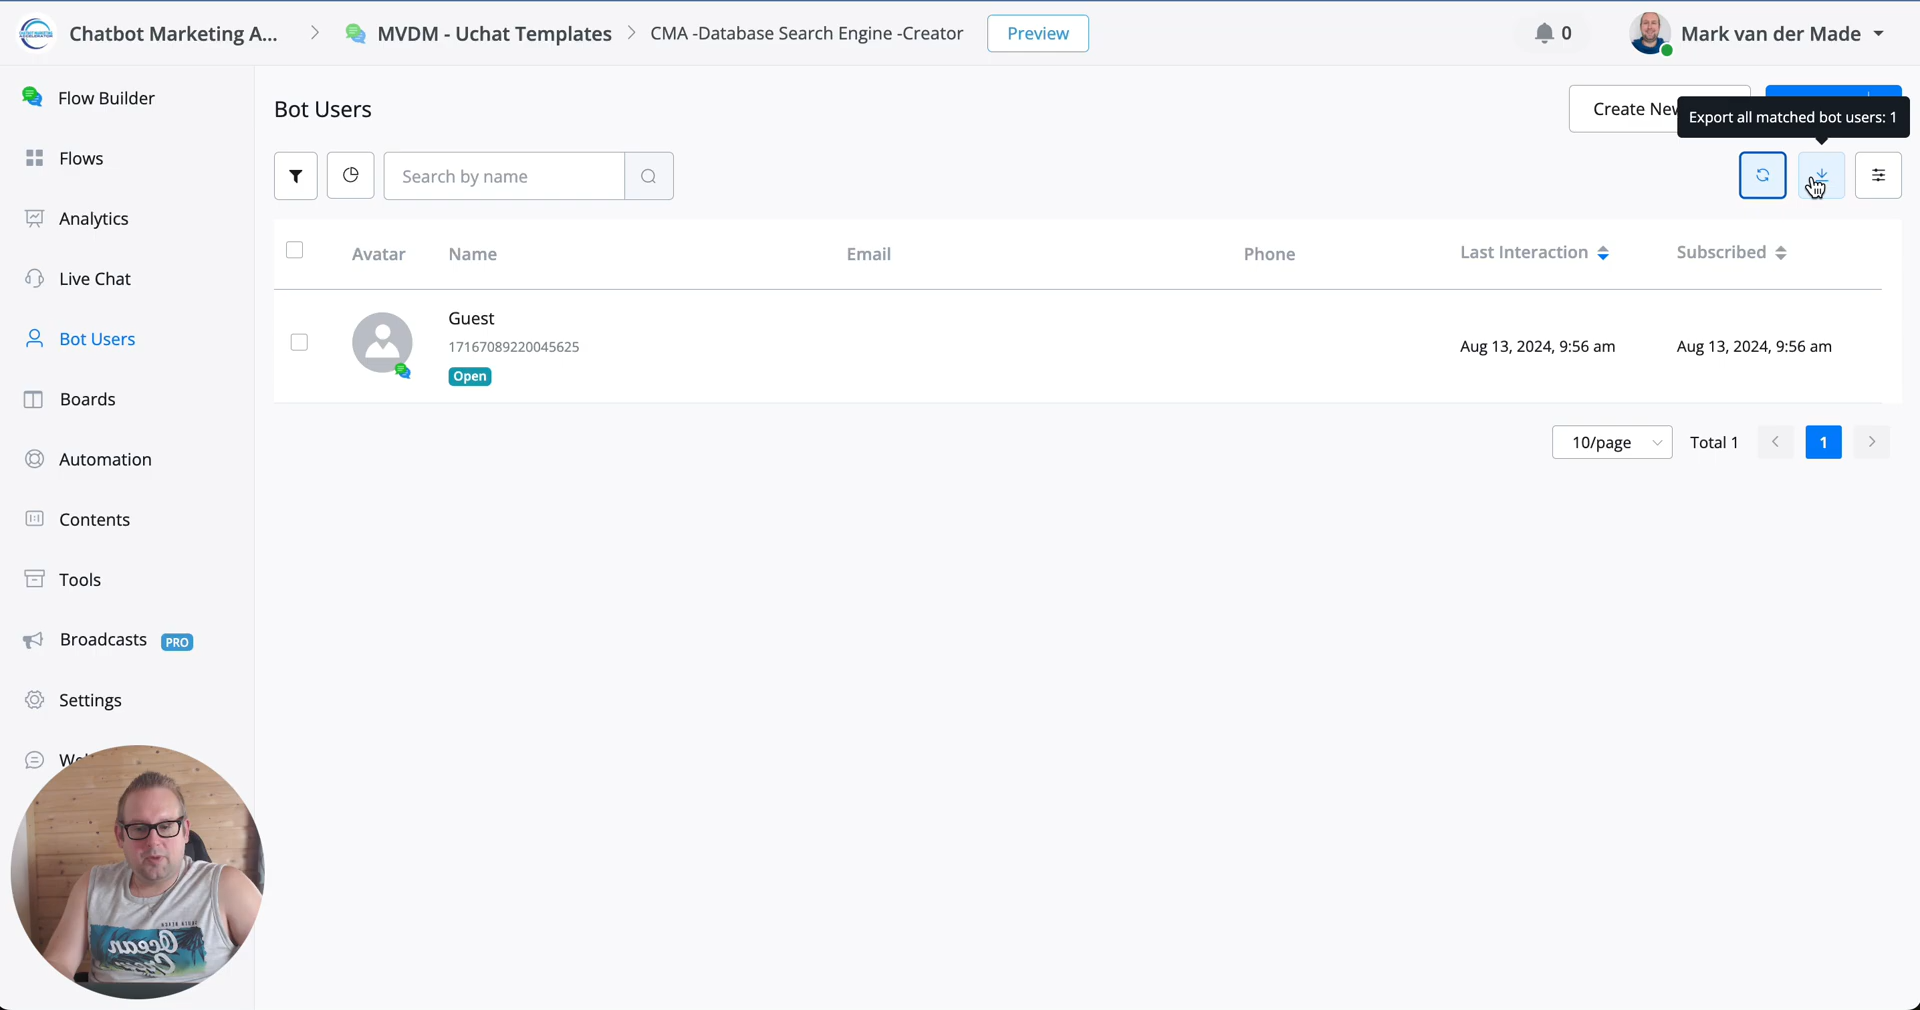 Chatbot Marketing A...
MVDM - Uchat Templates
CMA -Database Search Engine -Creator
Preview
0
Mark van der Made
Flow Builder
Flows
Analytics
Live Chat
Bot Users
Boards
Automation
Contents
Tools
Broadcasts PRO
Settings
Bot Users
Create New
Export all matched bot users: 1
Search by name
Avatar Name Email Phone Last Interaction Subscribed
Guest
17167089220045625
Open
Aug 13, 2024, 9:56 am Aug 13, 2024, 9:56 am
10/page Total 1 1